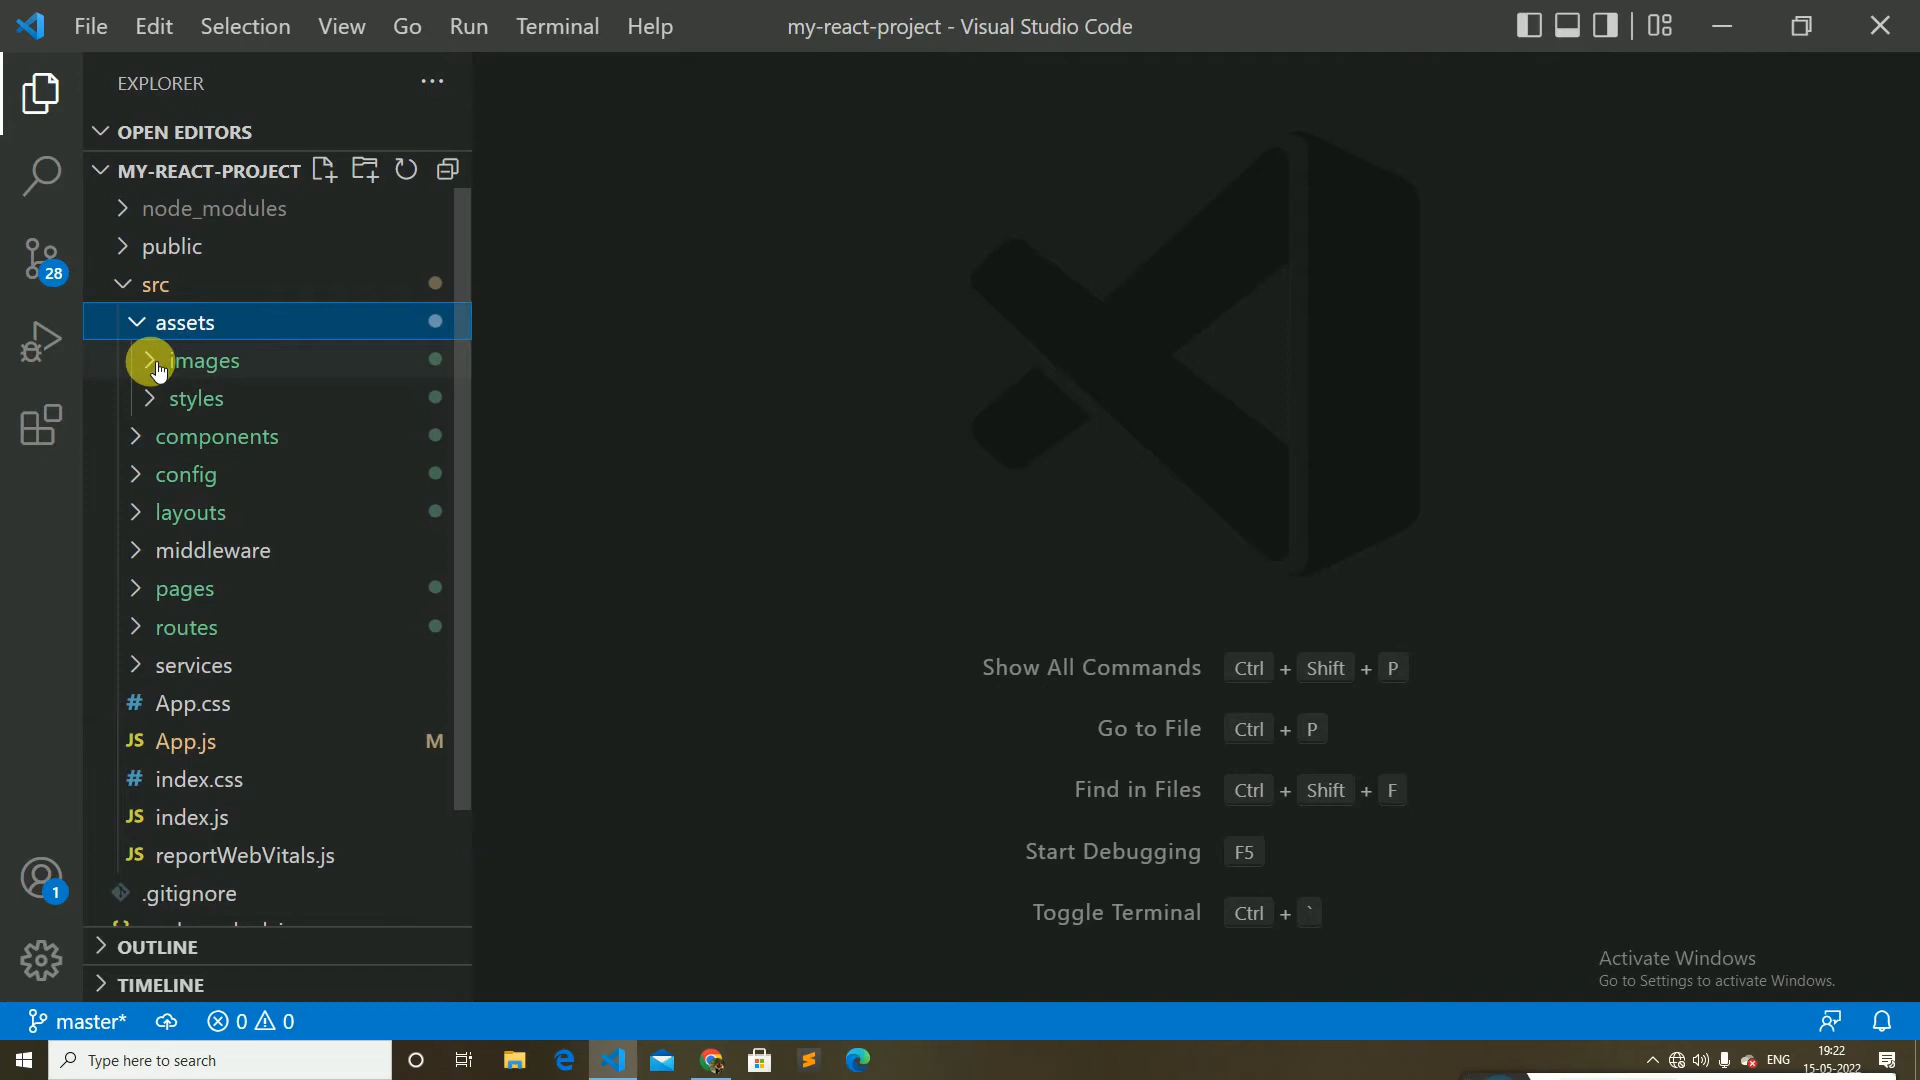 File Edit Selection View Go Run Terminal Help
my-react-project - Visual Studio Code
EXPLORER
OPEN EDITORS
MY-REACT-PROJECT
node_modules
public
src
assets
images
styles
components
config
layouts
middleware
pages
routes
services
# App.css
JS App.js M
# index.css
JS index.js
JS reportWebVitals.js
.gitignore
OUTLINE
TIMELINE
28
1
Show All Commands Ctrl + Shift + P
Go to File Ctrl + P
Find in Files Ctrl + Shift + F
Start Debugging F5
Toggle Terminal Ctrl + `
Activate Windows
Go to Settings to activate Windows.
master* 0 0
Type here to search
ENG
19:22
15-05-2022